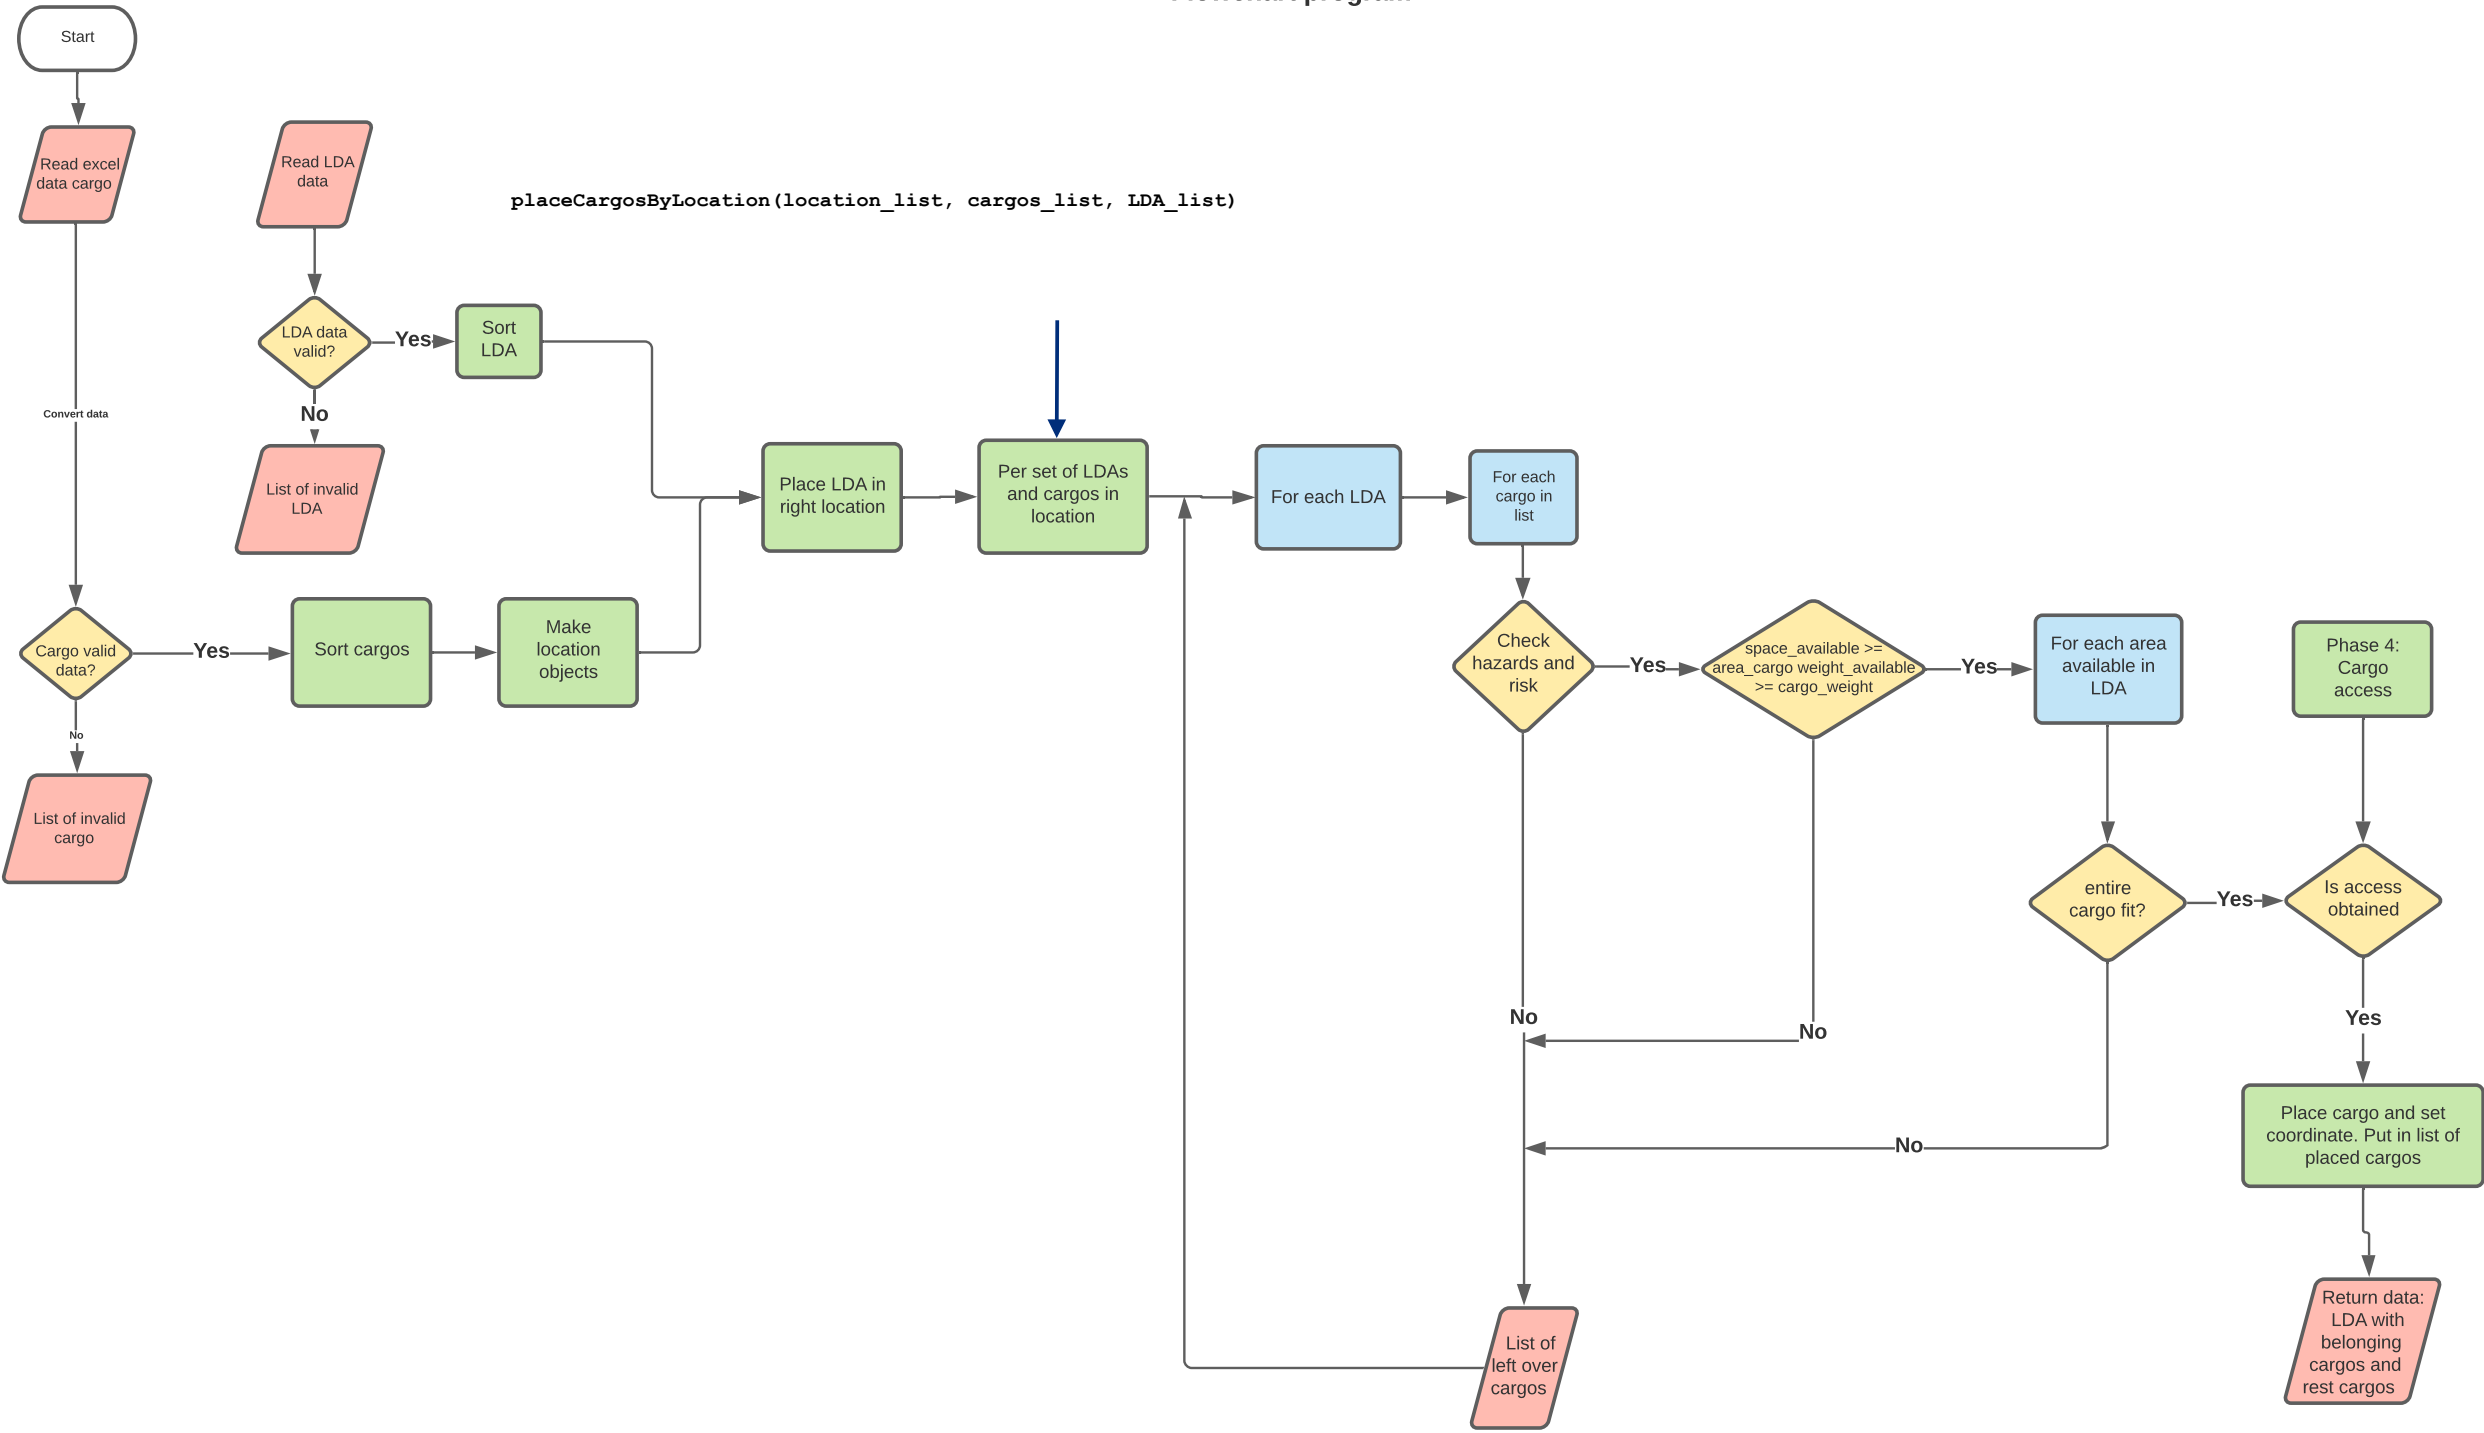 Flowchart program
Start
Read excel
data cargo
Read LDA
data
placeCargosByLocation(location_list, cargos_list, LDA_list)
LDA data
valid?
Yes
Sort
LDA
No
Convert data
List of invalid
LDA
Place LDA in
right location
Per set of LDAs
and cargos in
location
For each LDA
For each
cargo in
list
Cargo valid
data?
Yes
Sort cargos
Make
location
objects
No
List of invalid
cargo
Check
hazards and
risk
Yes
space_available >=
area_cargo weight_available
>= cargo_weight
Yes
For each area
available in
LDA
Phase 4:
Cargo
access
entire
cargo fit?
Yes
Is access
obtained
No
No
Yes
No
Place cargo and set
coordinate. Put in list of
placed cargos
List of
left over
cargos
Return data:
LDA with
belonging
cargos and
rest cargos